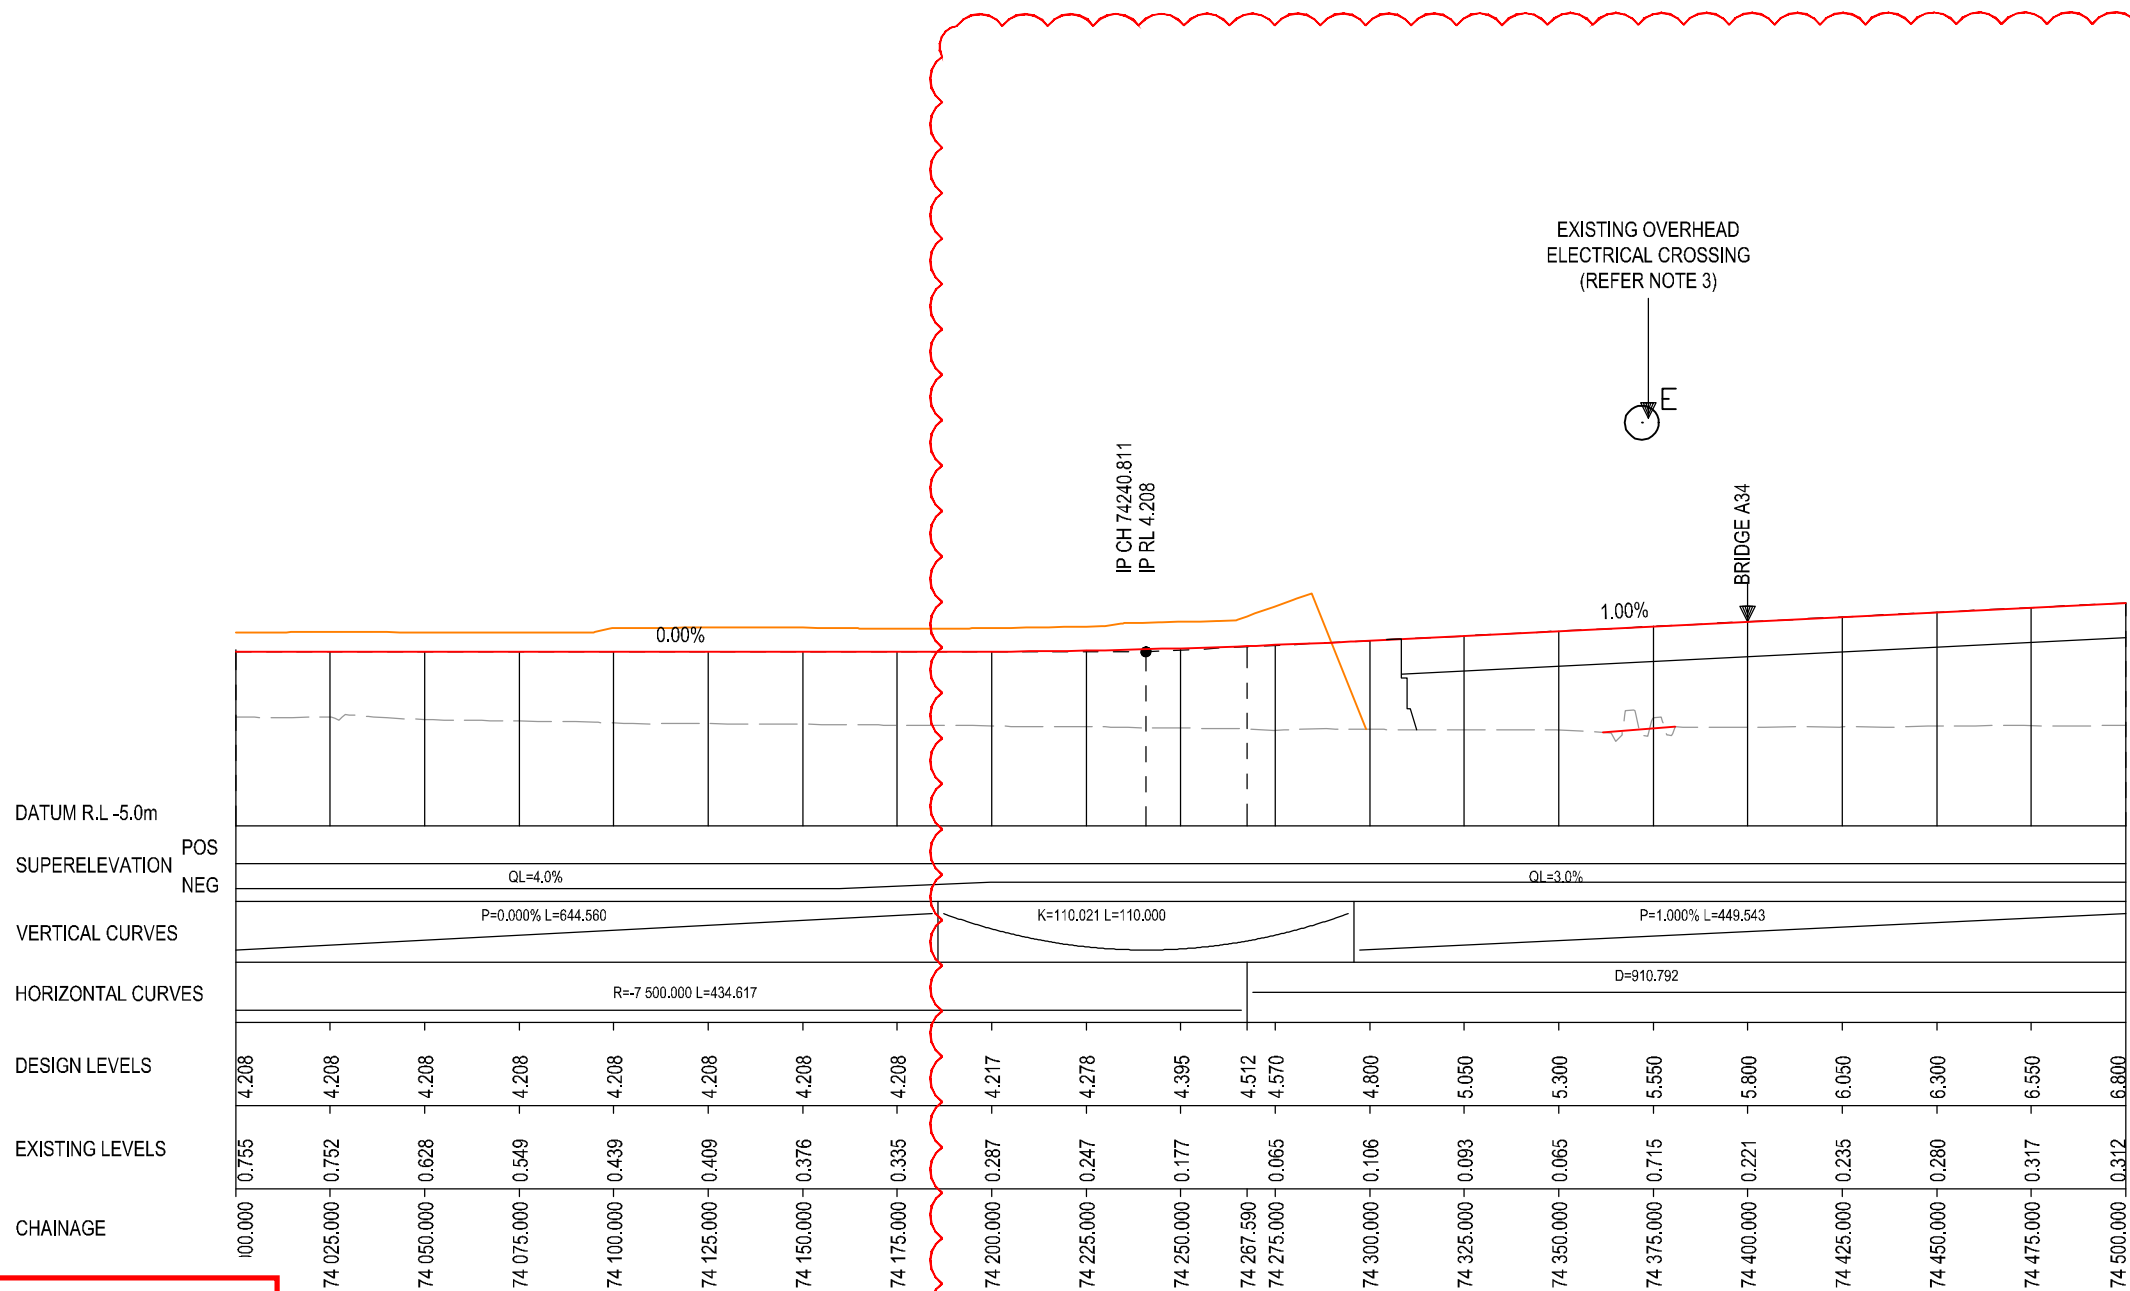 EXISTING OVERHEAD
ELECTRICAL CROSSING
(REFER NOTE 3)
E
IP CH 74240.811
IP RL 4.208
BRIDGE A34
0.00%
1.00%
DATUM R.L -5.0m
SUPERELEVATION
POS
NEG
QL=4.0%
QL=3.0%
VERTICAL CURVES
P=0.000% L=644.560
K=110.021 L=110.000
P=1.000% L=449.543
HORIZONTAL CURVES
R=-7 500.000 L=434.617
D=910.792
DESIGN LEVELS
4.208 4.208 4.208 4.208 4.208 4.208 4.208 4.208 4.217 4.278 4.395 4.512 4.570 4.800 5.050 5.300 5.550 5.800 6.050 6.300 6.550 6.800
EXISTING LEVELS
0.755 0.752 0.628 0.549 0.439 0.409 0.376 0.335 0.287 0.247 0.177 0.065 0.106 0.093 0.065 0.715 0.221 0.235 0.280 0.317 0.312
CHAINAGE
00.000 74 025.000 74 050.000 74 075.000 74 100.000 74 125.000 74 150.000 74 175.000 74 200.000 74 225.000 74 250.000 74 267.590 74 275.000 74 300.000 74 325.000 74 350.000 74 375.000 74 400.000 74 425.000 74 450.000 74 475.000 74 500.000